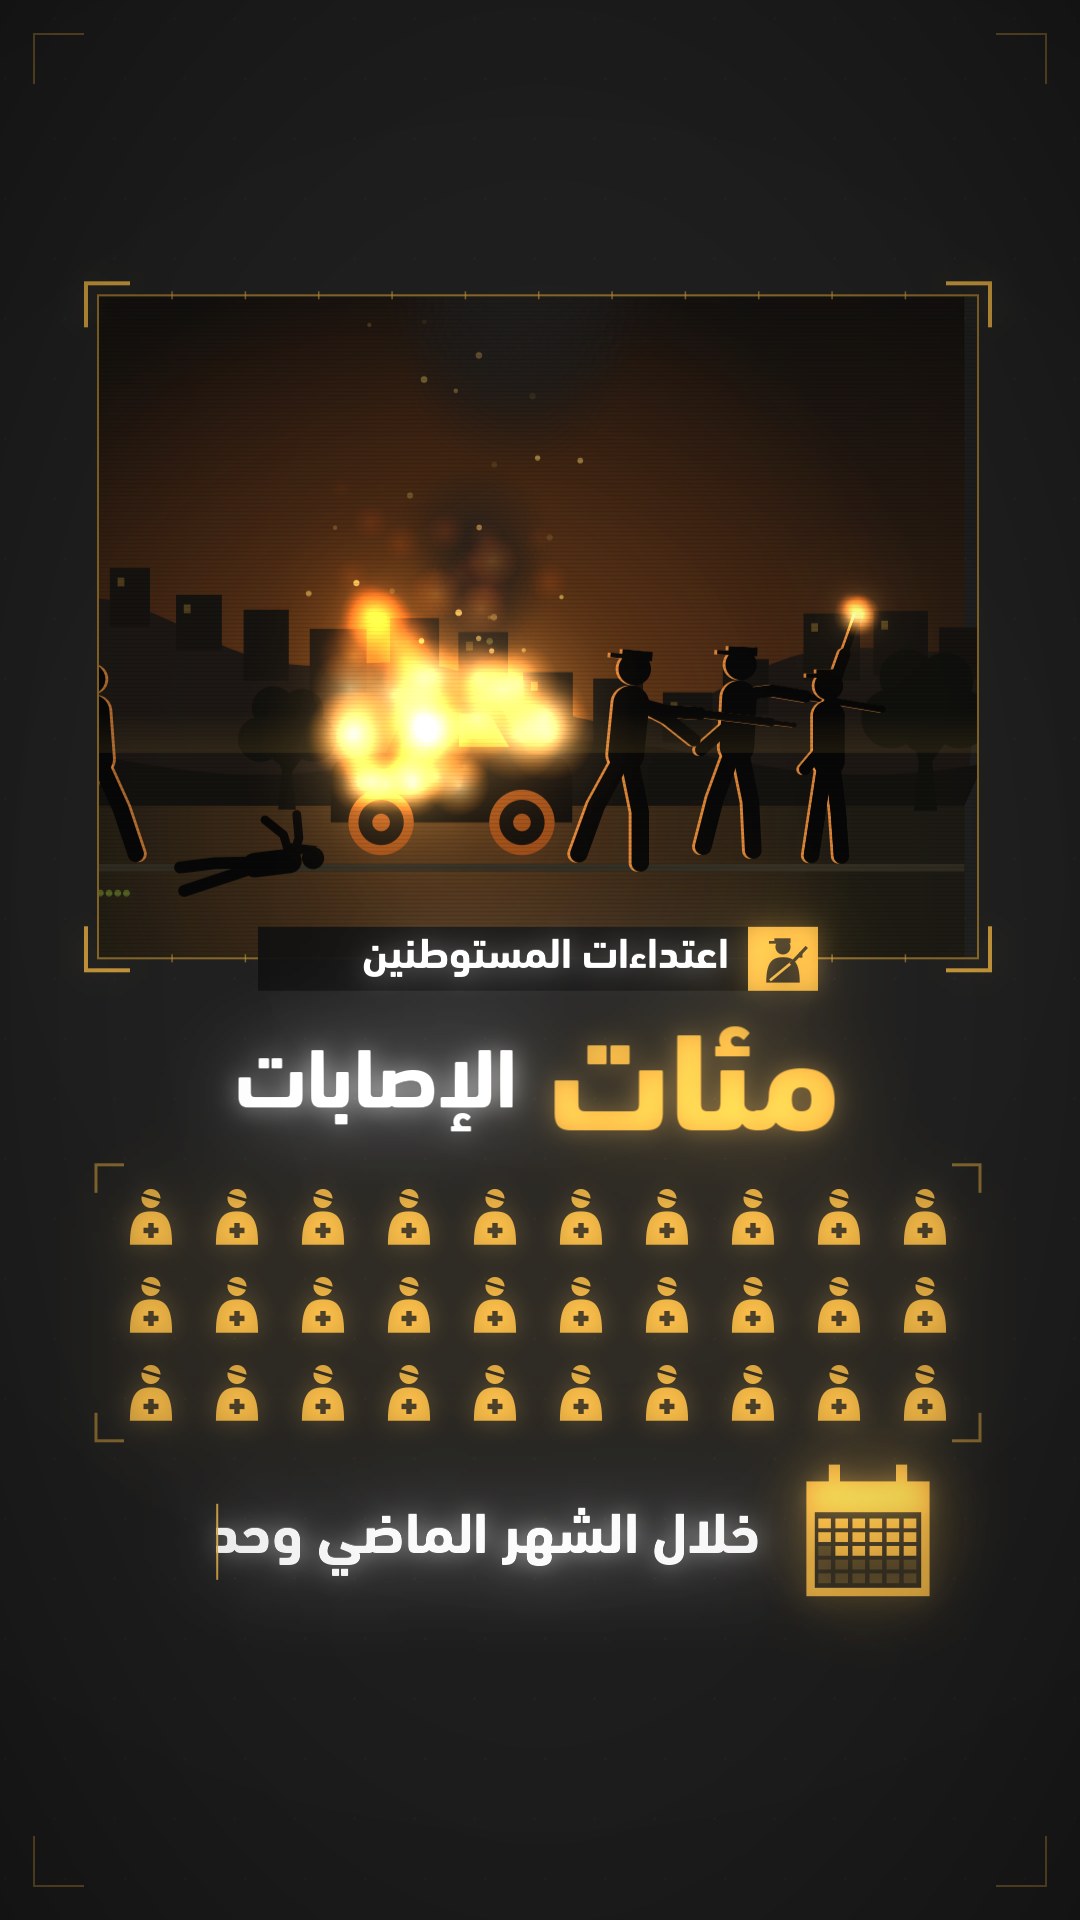 اعتداءات المستوطنين
مئات الإصابات
خلال الشهر الماضي وحد